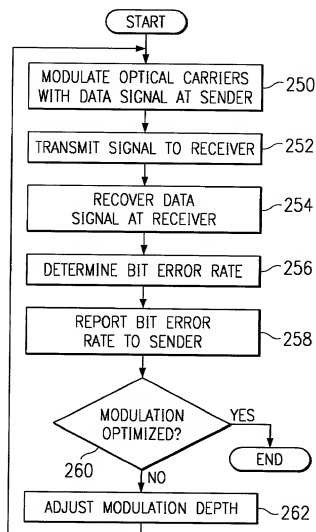 START
MODULATE OPTICAL CARRIERS
WITH DATA SIGNAL AT SENDER
250
TRANSMIT SIGNAL TO RECEIVER
252
RECOVER DATA
SIGNAL AT RECEIVER
254
DETERMINE BIT ERROR RATE
256
REPORT BIT ERROR
RATE TO SENDER
258
MODULATION
OPTIMIZED?
YES
260
END
NO
ADJUST MODULATION DEPTH
262